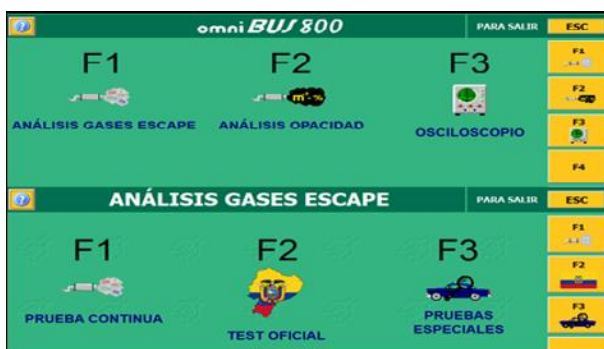 omniBUS 800 PARA SALIR ESC
F1 F2 F3
m⁻¹-%
ANÁLISIS GASES ESCAPE ANÁLISIS OPACIDAD OSCILOSCOPIO
F1
F2
F3
F4
ANÁLISIS GASES ESCAPE PARA SALIR ESC
F1 F2 F3
PRUEBA CONTINUA TEST OFICIAL PRUEBAS
ESPECIALES
F1
F2
F3